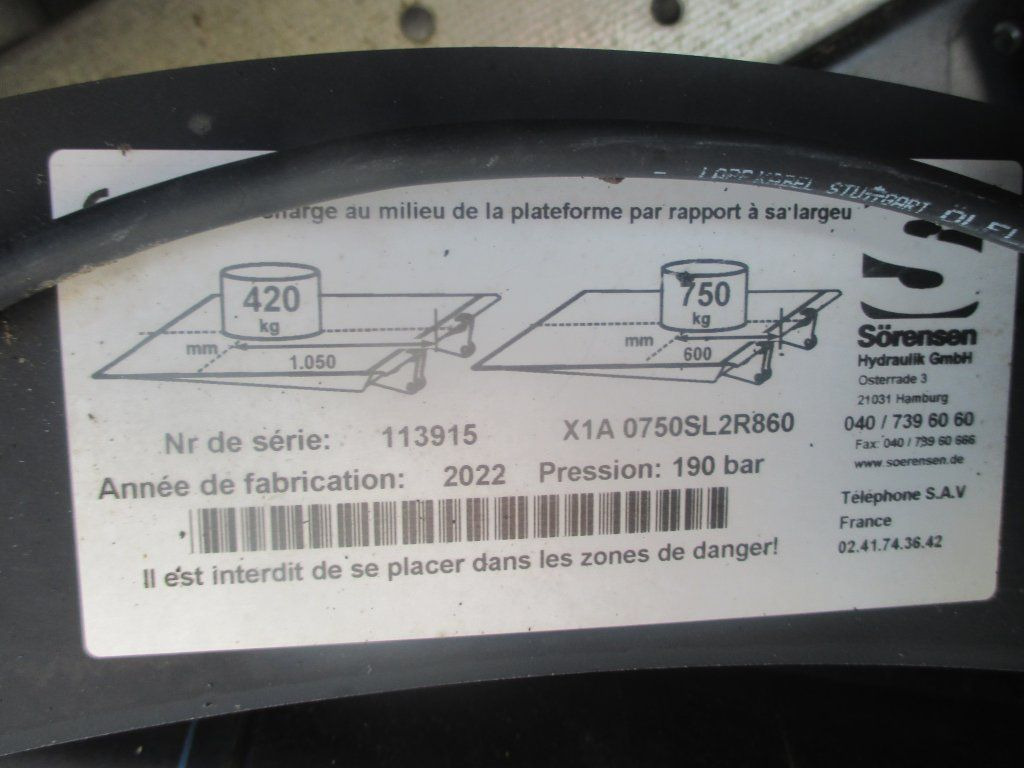 LAPPKABEL STUTTGART ÖLFL
charge au milieu de la plateforme par rapport à sa largeu
420
kg
mm
1.050
750
kg
mm
600
Sörensen
Hydraulik GmbH
Osterrade 3
21031 Hamburg
040 / 739 60 60
Fax: 040 / 739 60 666
www.soerensen.de
Nr de série: 113915 X1A 0750SL2R860
Année de fabrication: 2022 Pression: 190 bar
Il est interdit de se placer dans les zones de danger!
Téléphone S.A.V
France
02.41.74.36.42